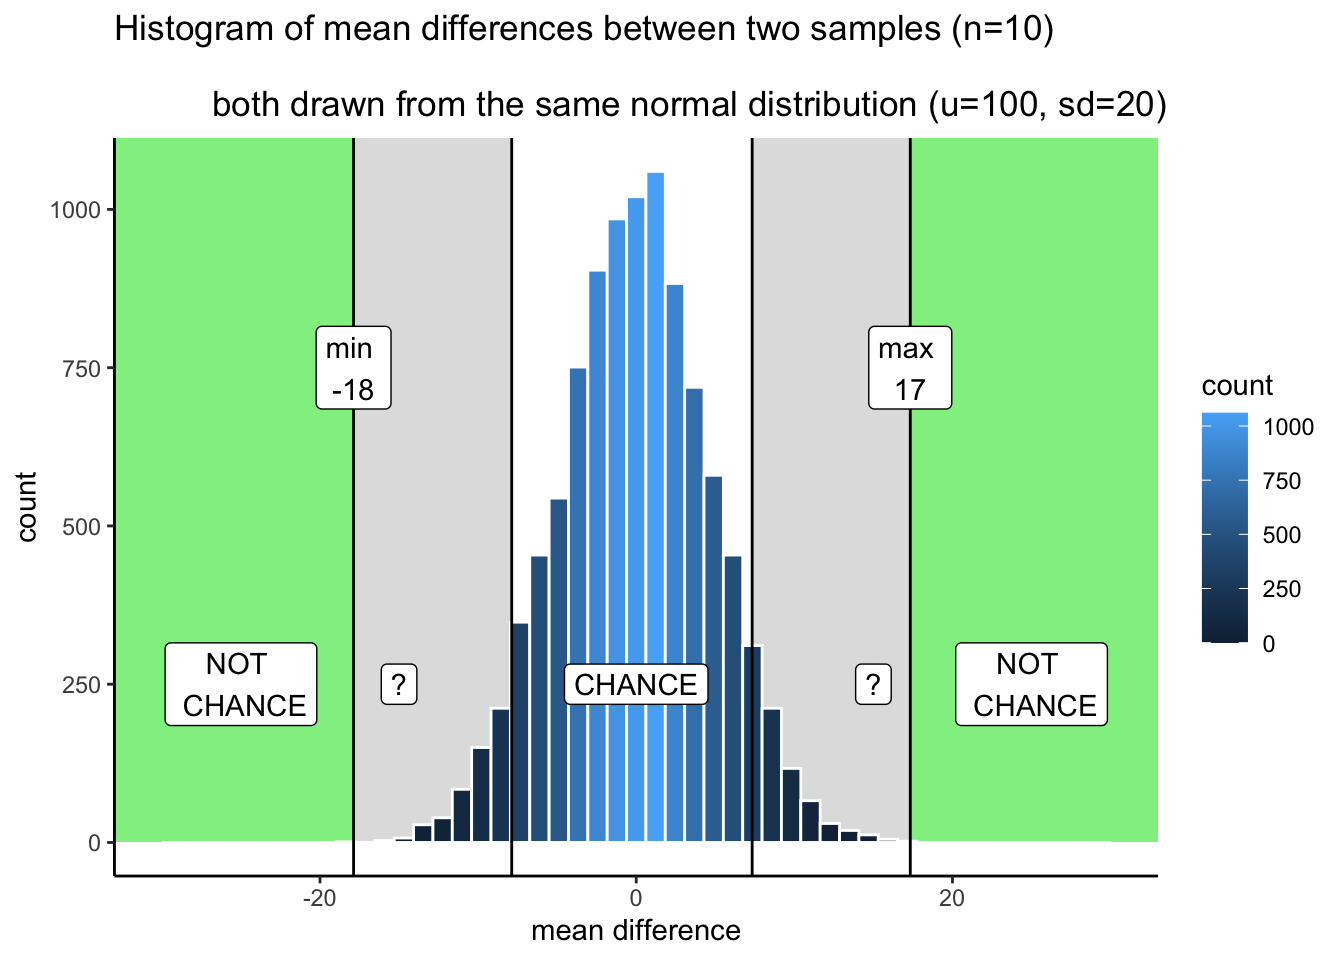 Histogram of mean differences between two samples (n=10)
both drawn from the same normal distribution (u=100, sd=20)
count
1000
750
500
250
0
min
-18
max
17
NOT
CHANCE
?
CHANCE
?
NOT
CHANCE
-20
0
20
mean difference
count
1000
750
500
250
0